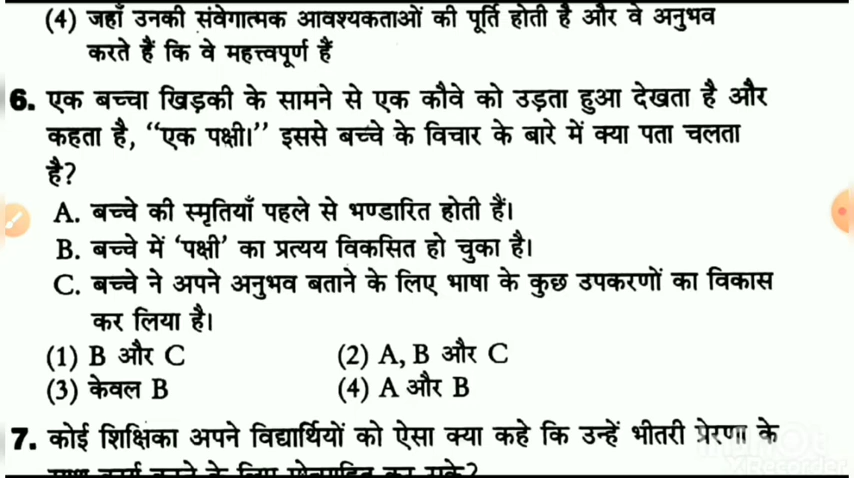 (4) जहाँ उनकी संवेगात्मक आवश्यकताओं की पूर्ति होती है और वे अनुभव
करते हैं कि वे महत्त्वपूर्ण हैं
6. एक बच्चा खिड़की के सामने से एक कौवे को उड़ता हुआ देखता है और
कहता है, “एक पक्षी।” इससे बच्चे के विचार के बारे में क्या पता चलता
है?
A. बच्चे की स्मृतियाँ पहले से भण्डारित होती हैं।
B. बच्चे में ‘पक्षी’ का प्रत्यय विकसित हो चुका है।
C. बच्चे ने अपने अनुभव बताने के लिए भाषा के कुछ उपकरणों का विकास
कर लिया है।
(1) B और C (2) A, B और C
(3) केवल B (4) A और B
7. कोई शिक्षिका अपने विद्यार्थियों को ऐसा क्या कहे कि उन्हें भीतरी प्रेरणा के